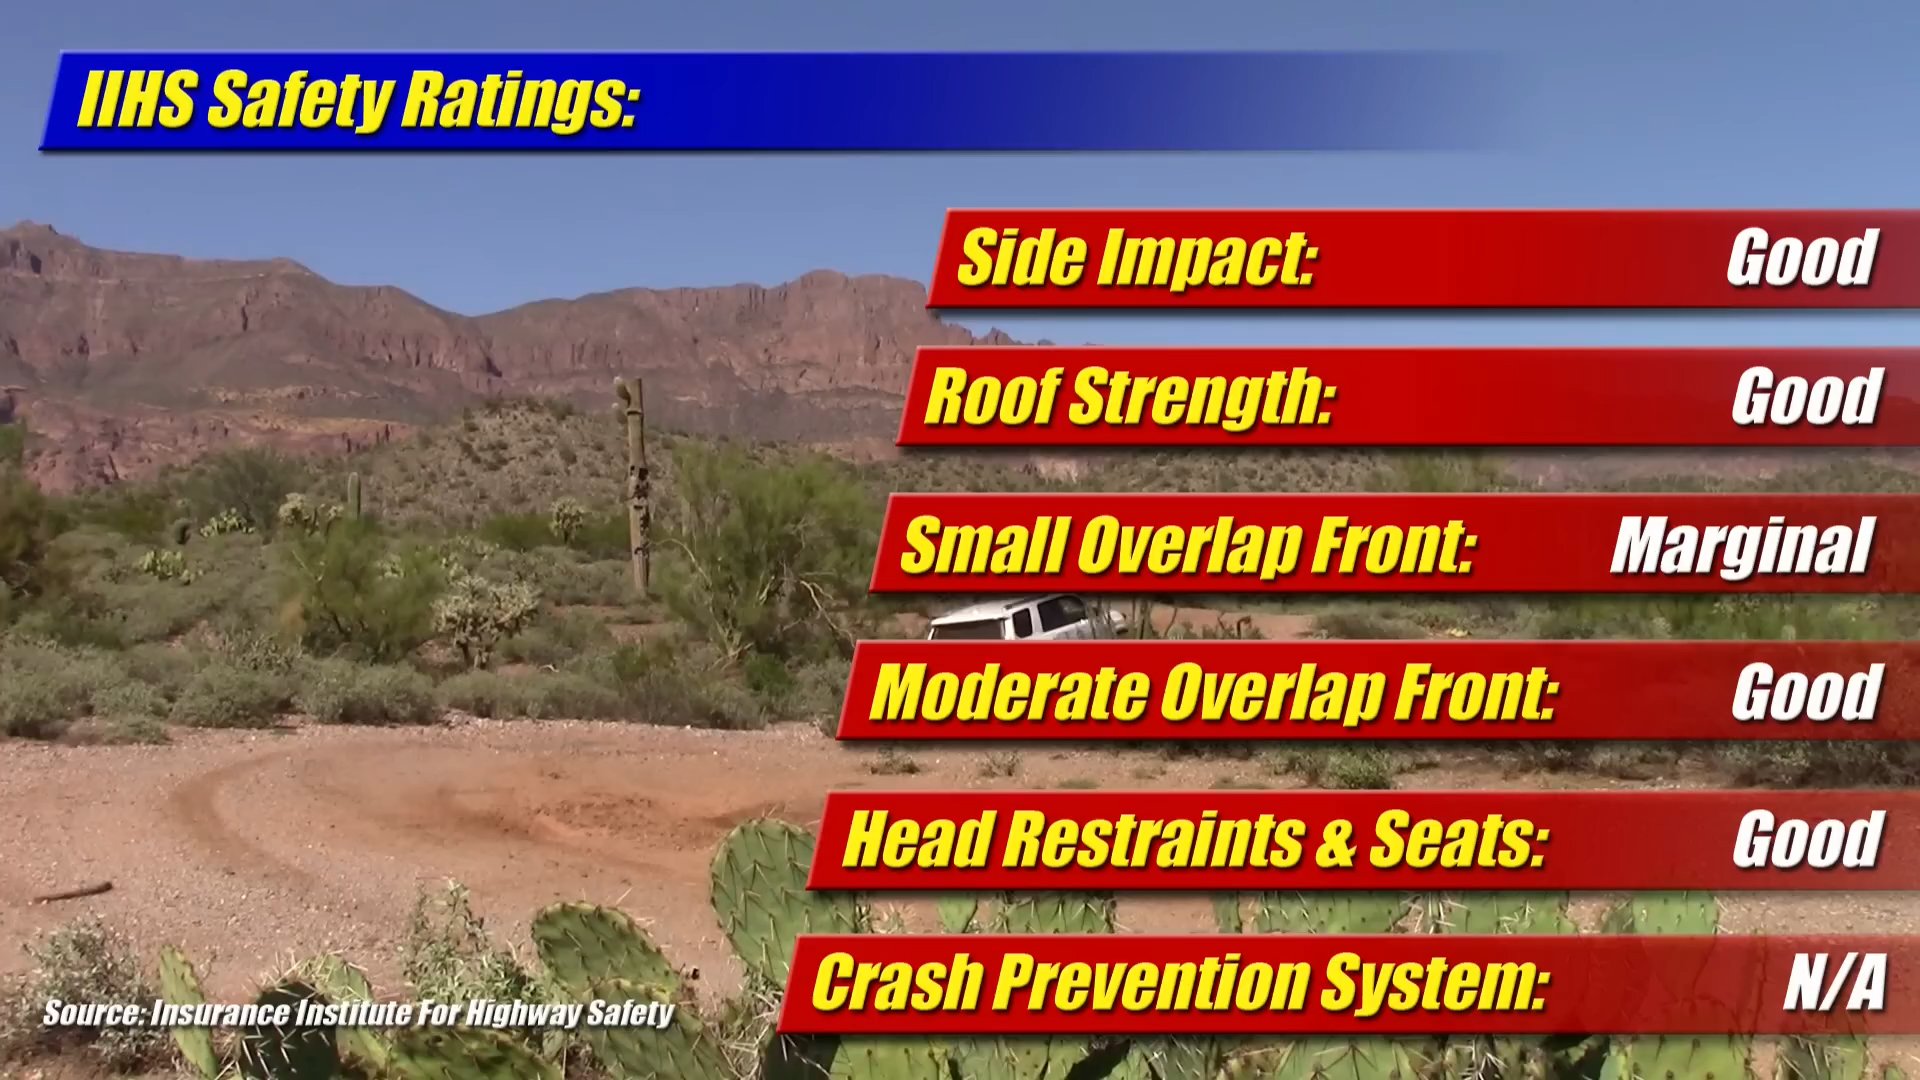 IIHS Safety Ratings:
Side Impact: Good
Roof Strength: Good
Small Overlap Front: Marginal
Moderate Overlap Front: Good
Head Restraints & Seats: Good
Crash Prevention System: N/A
Source: Insurance Institute For Highway Safety